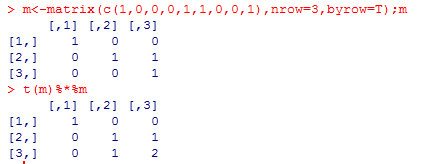 > m<-matrix(c(1,0,0,0,1,1,0,0,1),nrow=3,byrow=T);m
     [,1] [,2] [,3]
[1,]    1    0    0
[2,]    0    1    1
[3,]    0    0    1
> t(m)%*%m
     [,1] [,2] [,3]
[1,]    1    0    0
[2,]    0    1    1
[3,]    0    1    2